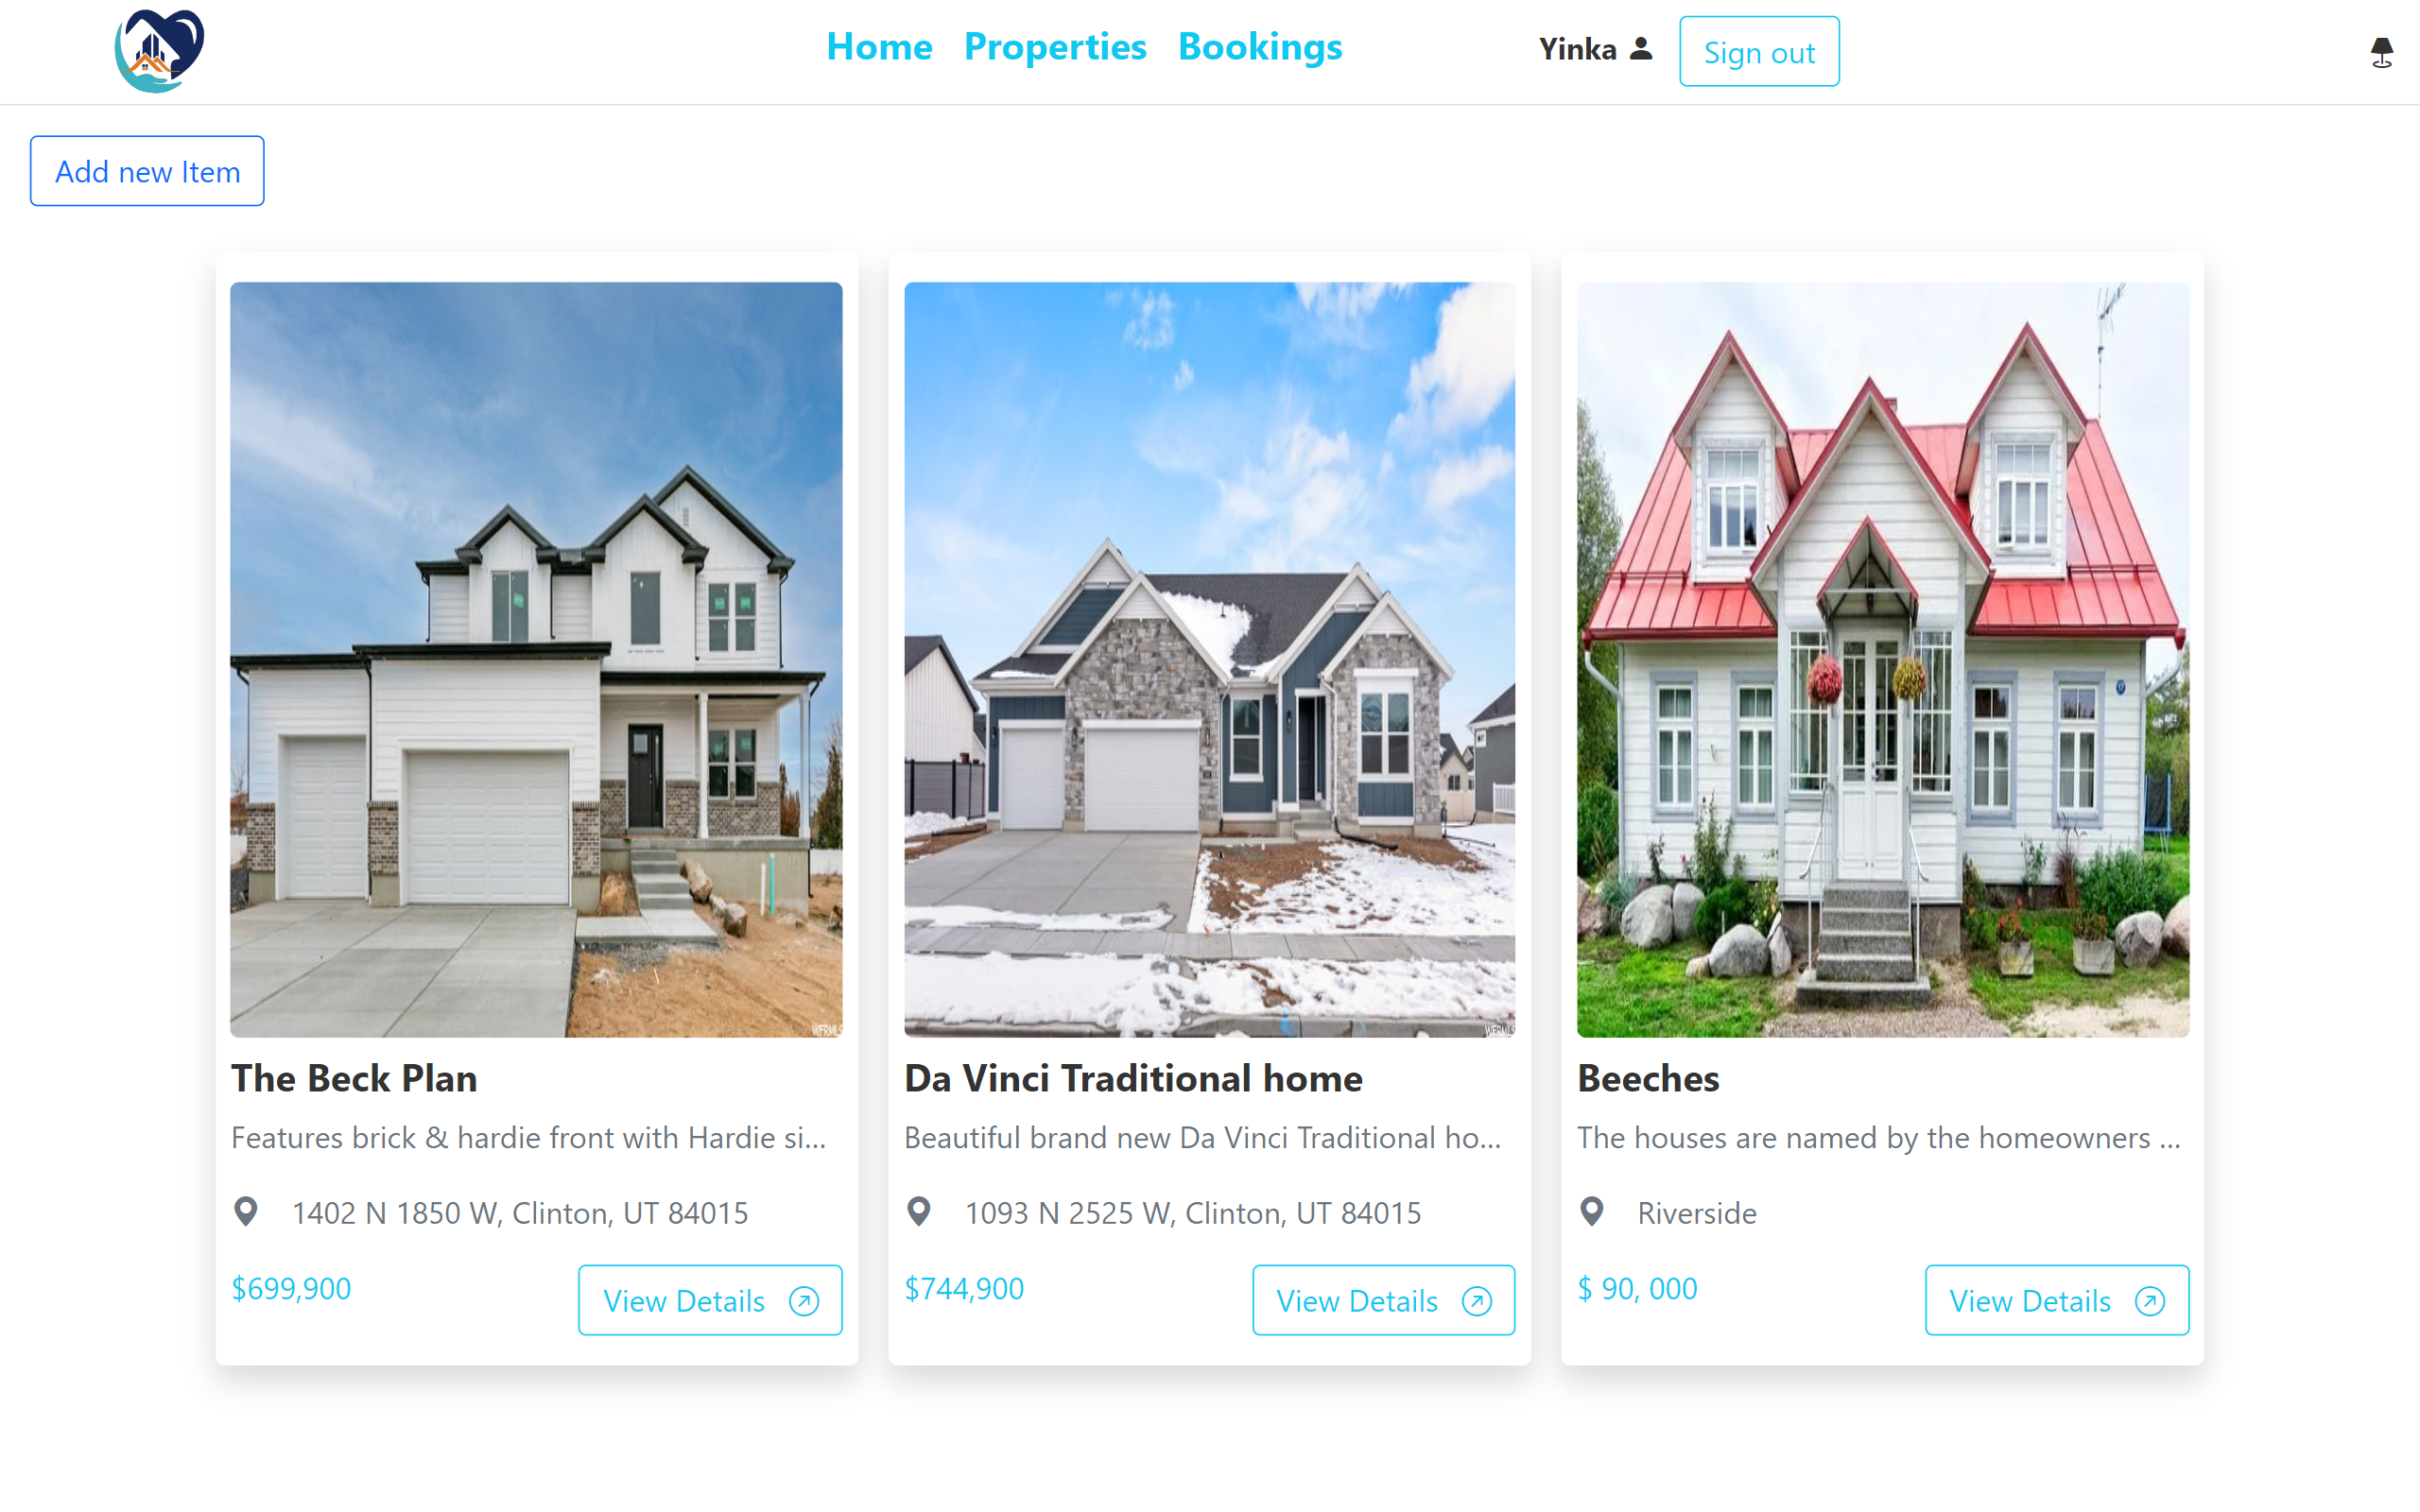 Home Properties Bookings Yinka Sign out
Add new Item
WFRMLS
WFRMLS
The Beck Plan
Features brick & hardie front with Hardie si...
1402 N 1850 W, Clinton, UT 84015
$699,900
View Details
Da Vinci Traditional home
Beautiful brand new Da Vinci Traditional ho...
1093 N 2525 W, Clinton, UT 84015
$744,900
View Details
Beeches
The houses are named by the homeowners ...
Riverside
$ 90, 000
View Details